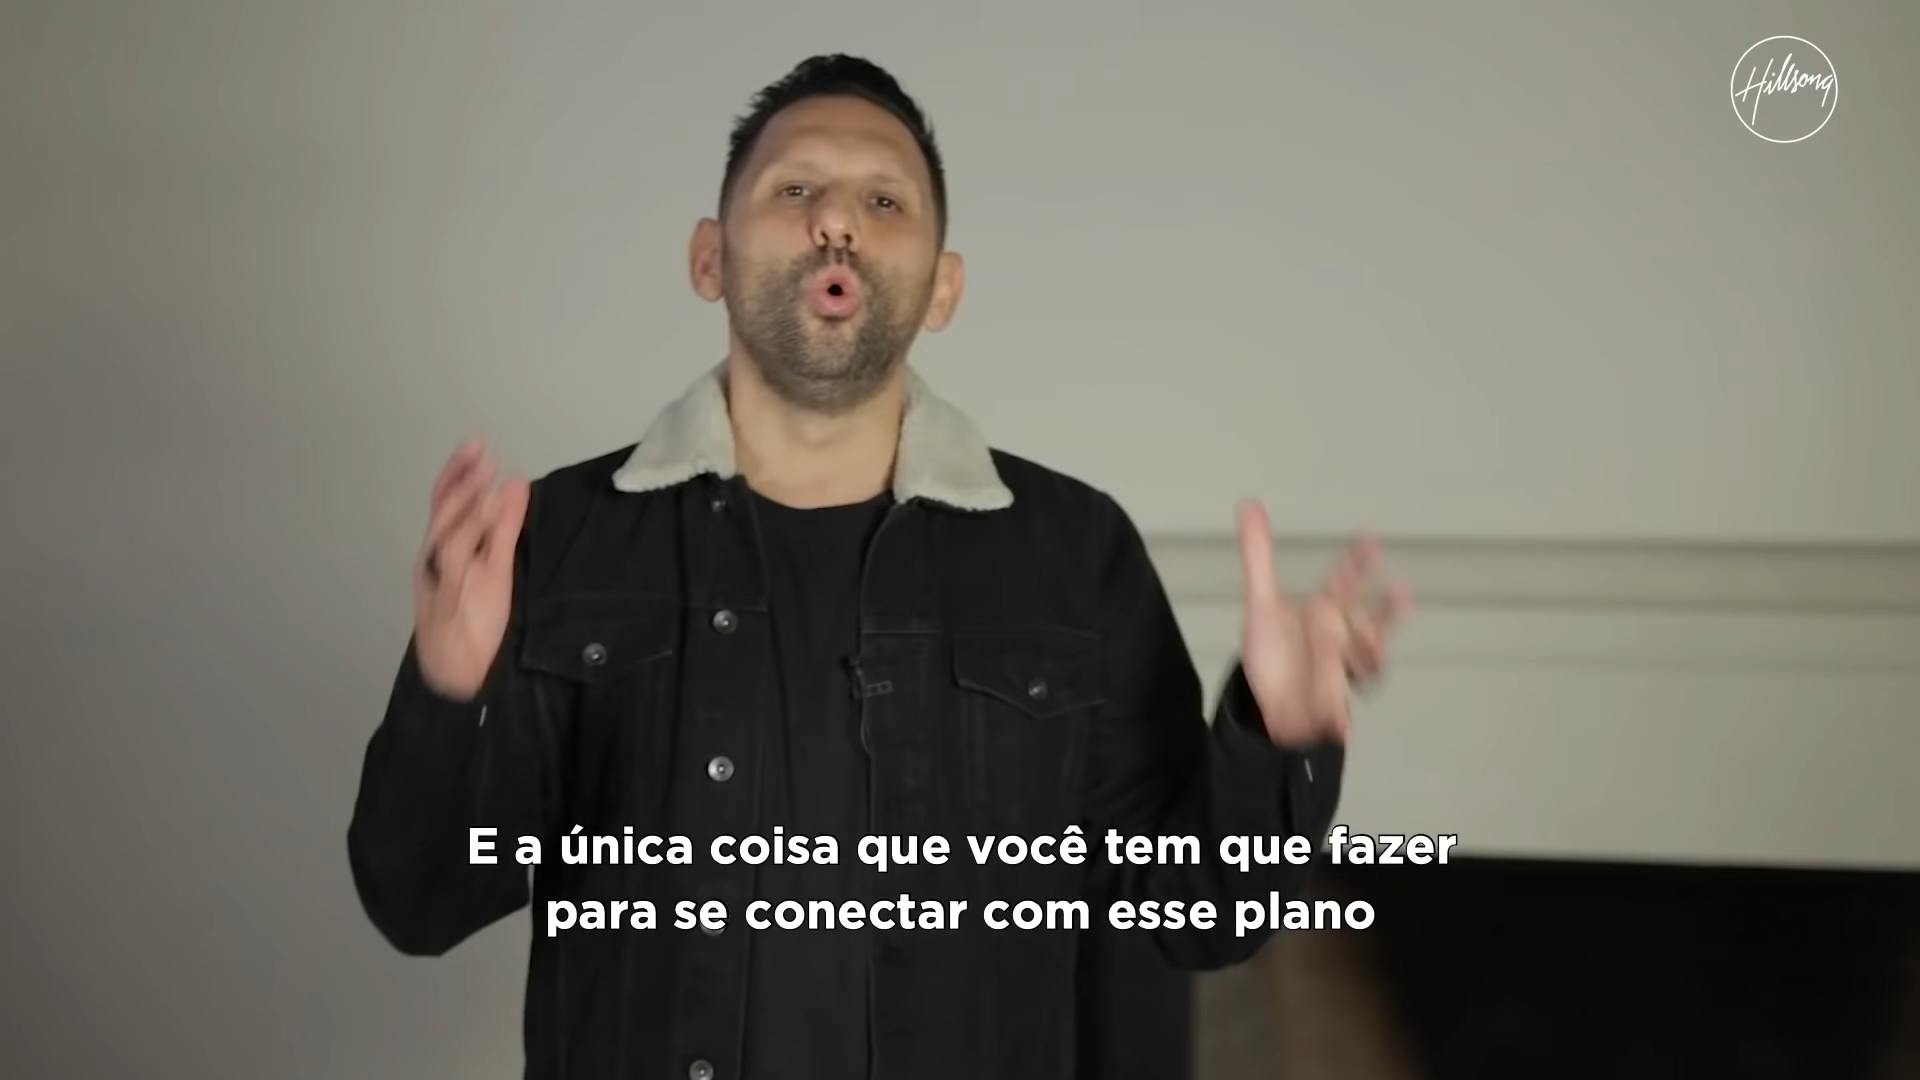 Hillsong
E a única coisa que você tem que fazer
para se conectar com esse plano